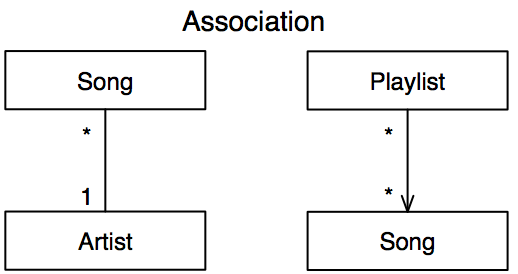 Association
Song
Playlist
*
*
1
*
Artist
Song